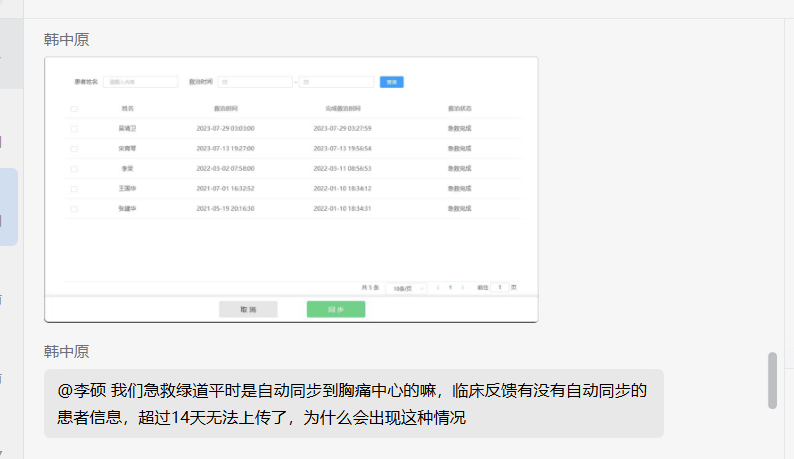 韩中原
患者姓名 请输入内容 救治时间 - 查询
姓名 救治时间 完成救治时间 救治状态
2023-07-29 03:03:00 2023-07-29 03:27:59 急救完成
宋育琴 2023-07-13 19:27:00 2023-07-13 19:56:54 急救完成
李荣 2022-03-02 07:58:00 2022-03-11 08:56:53 急救完成
王国华 2021-07-01 16:32:52 2022-01-10 18:34:12 急救完成
张建华 2021-05-19 20:16:30 2022-01-10 18:34:31 急救完成
共 5 条 10条/页 1 前往 1 页
取 消 同 步
韩中原
@李硕 我们急救绿道平时是自动同步到胸痛中心的嘛，临床反馈有没有自动同步的
患者信息，超过14天无法上传了，为什么会出现这种情况